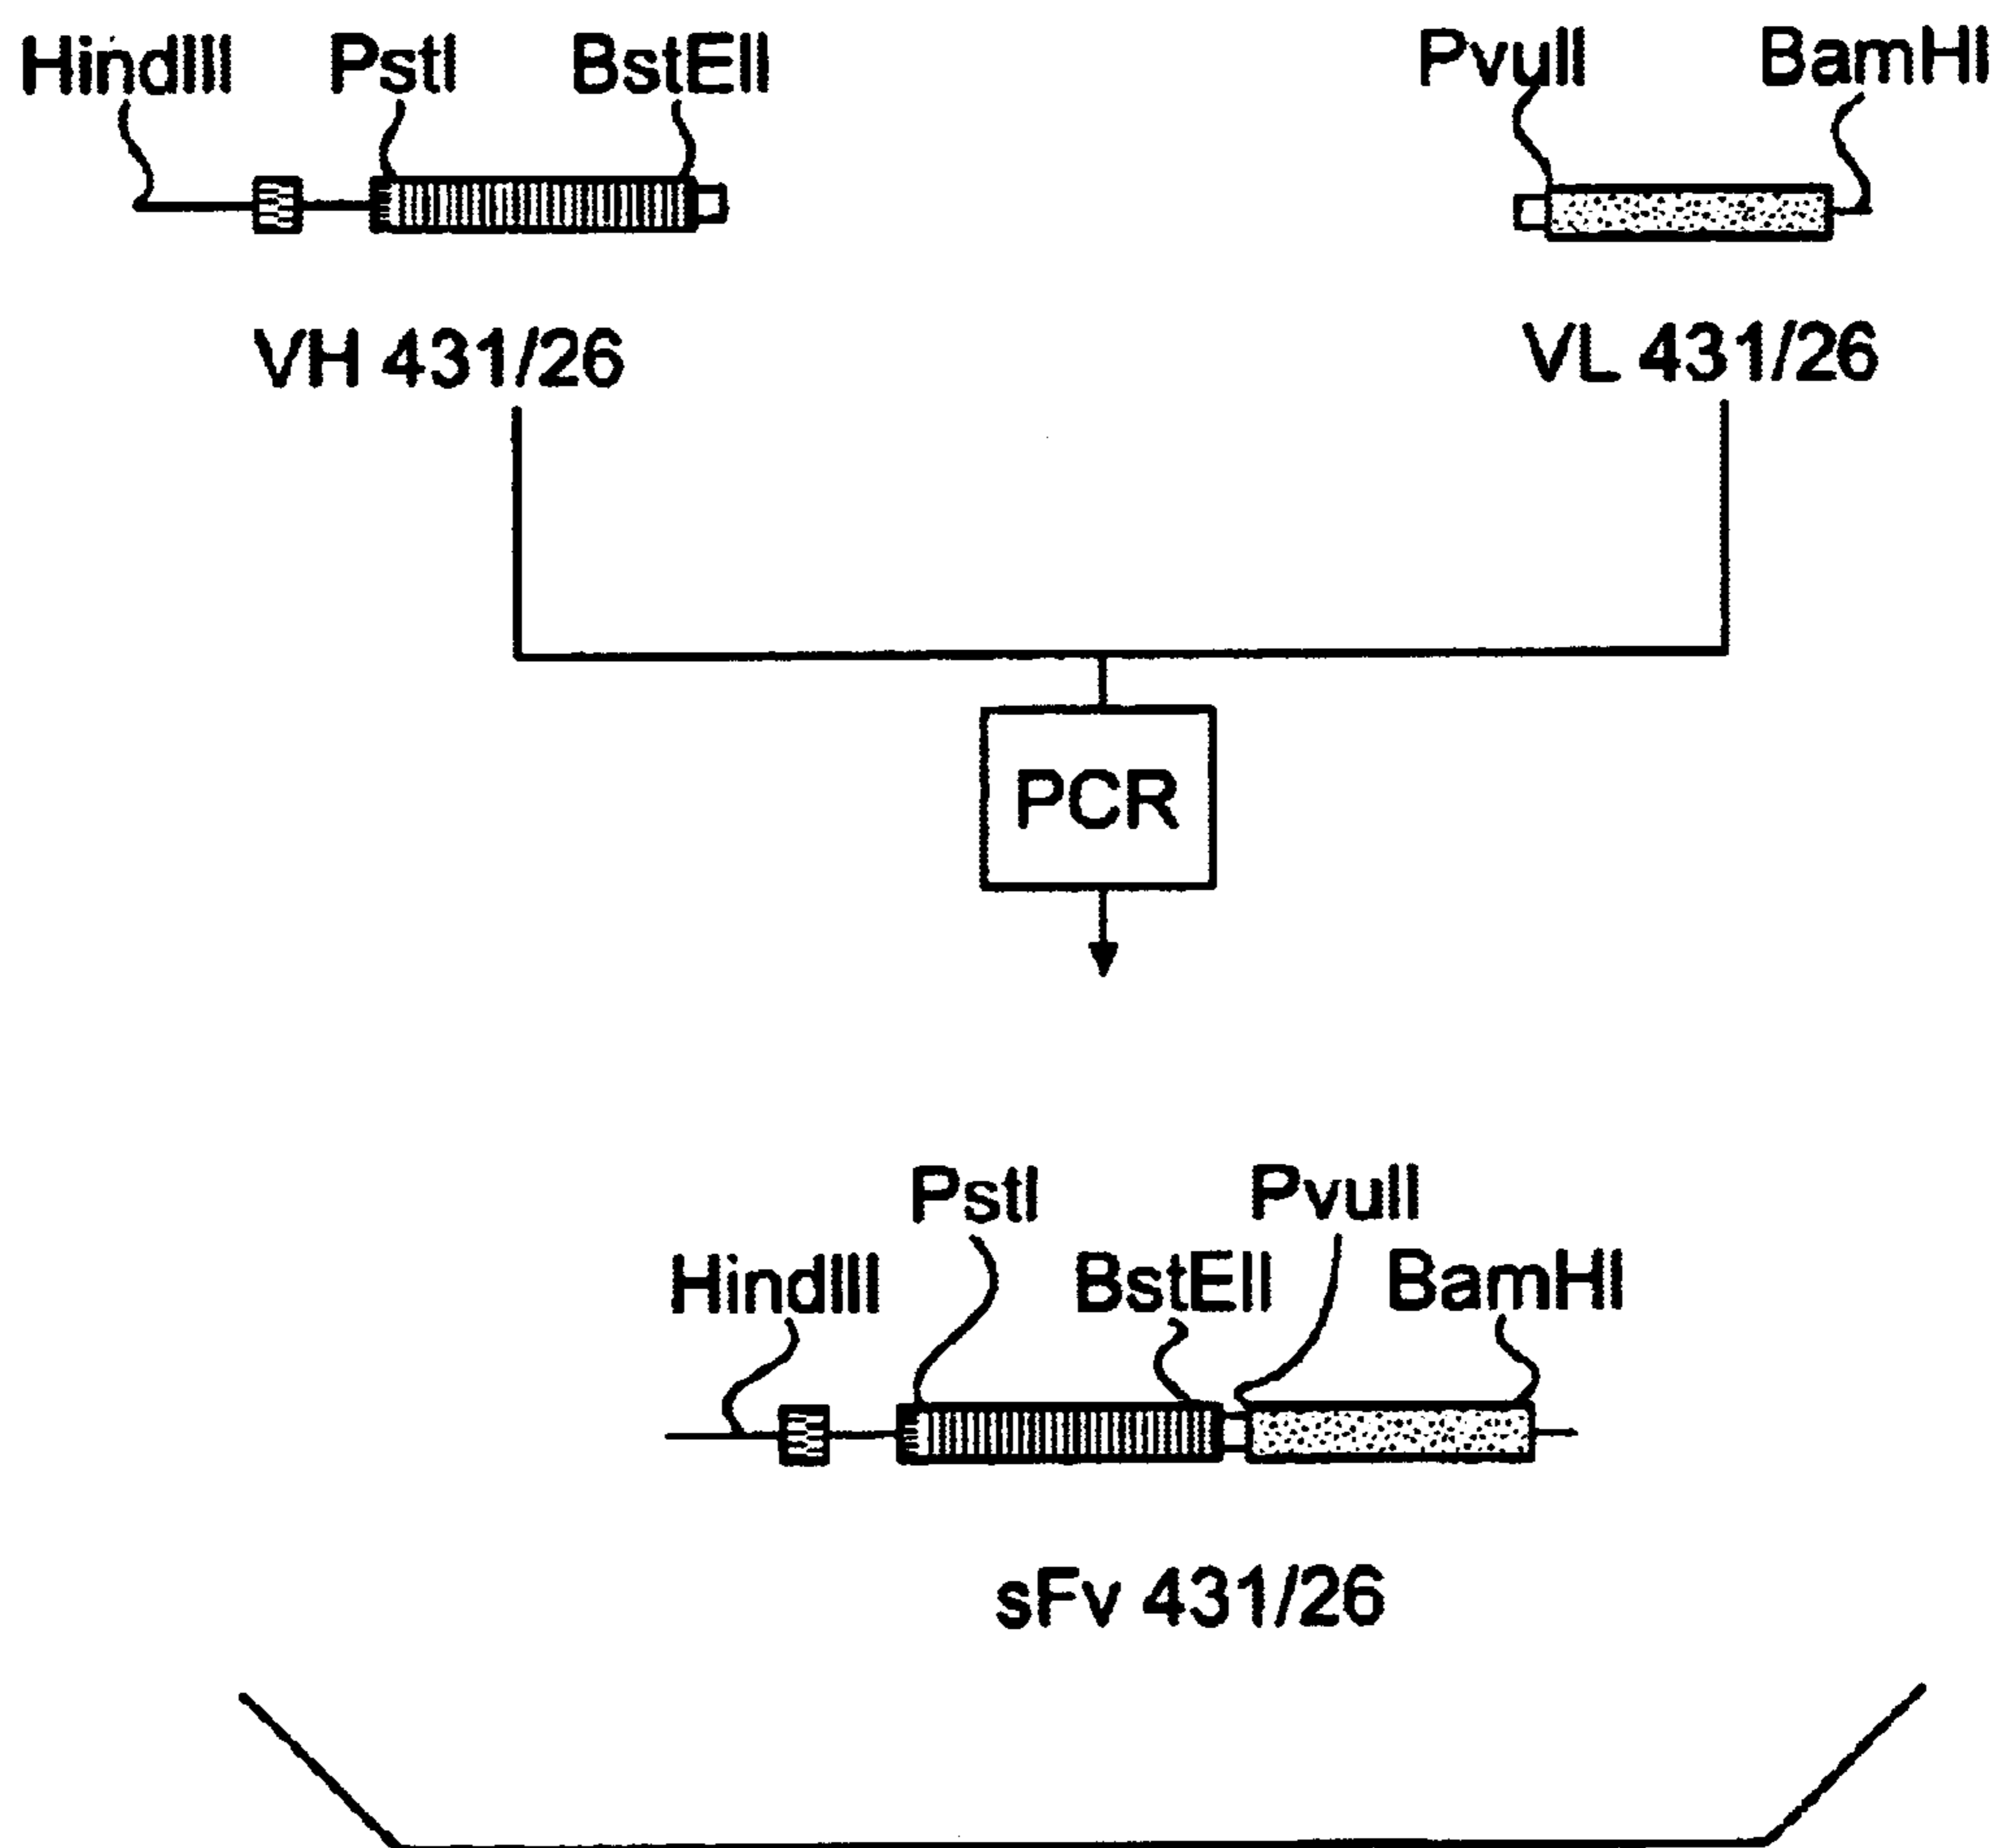 HindIII PstI BstEII PvuII BamHI
VH 431/26 VL 431/26
PCR
PstI PvuII
HindIII BstEII BamHI
sFv 431/26